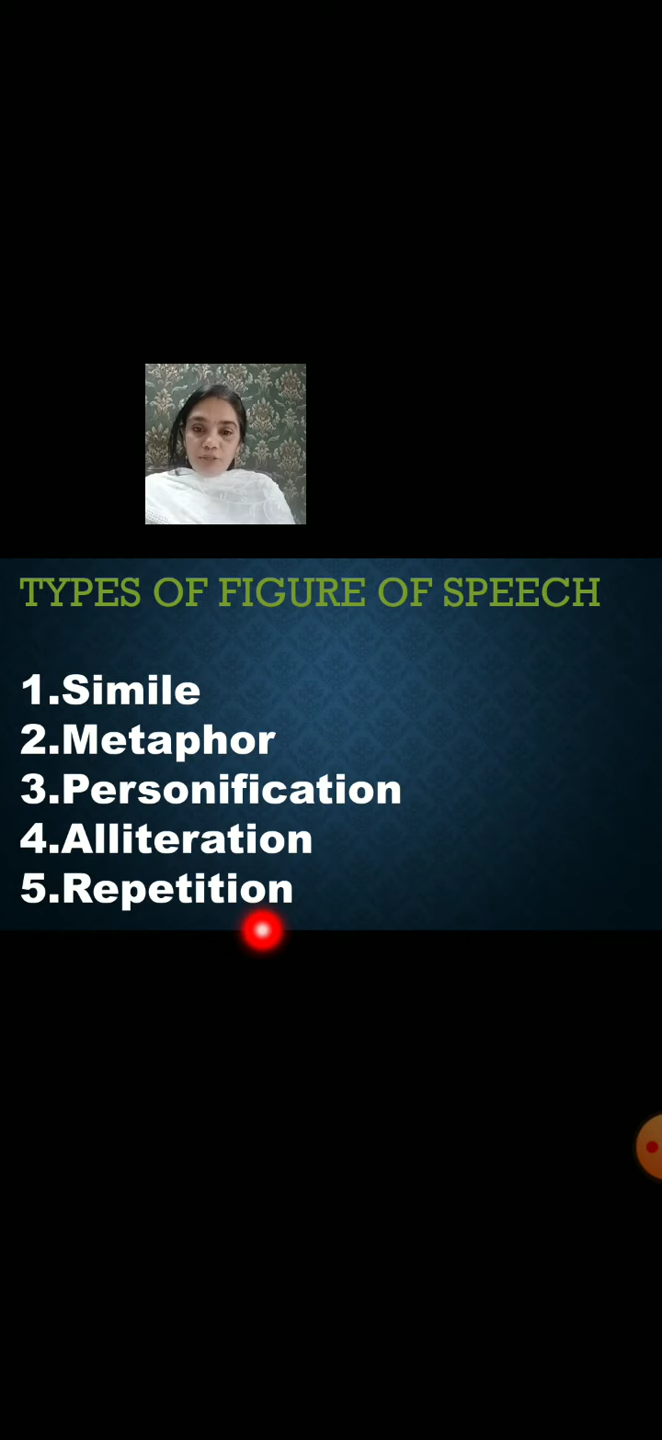 TYPES OF FIGURE OF SPEECH
1.Simile
2.Metaphor
3.Personification
4.Alliteration
5.Repetition